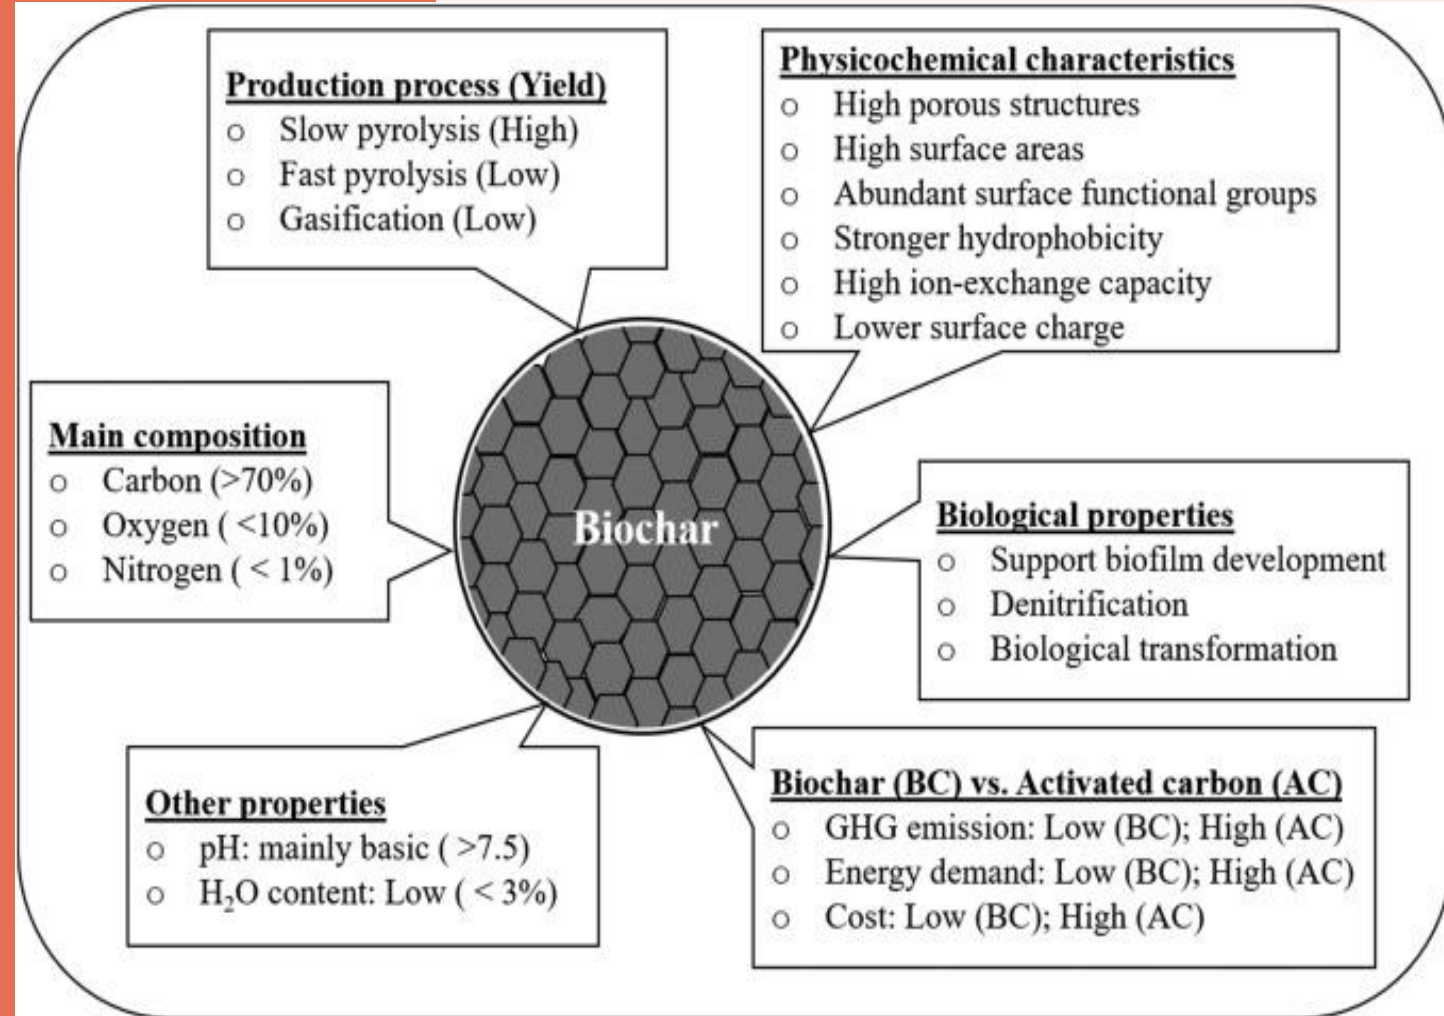 Production process (Yield)
o Slow pyrolysis (High)
o Fast pyrolysis (Low)
o Gasification (Low)
Physicochemical characteristics
o High porous structures
o High surface areas
o Abundant surface functional groups
o Stronger hydrophobicity
o High ion-exchange capacity
o Lower surface charge
Main composition
o Carbon (>70%)
o Oxygen ( <10%)
o Nitrogen ( < 1%)
Biochar
Biological properties
o Support biofilm development
o Denitrification
o Biological transformation
Other properties
o pH: mainly basic ( >7.5)
o H₂O content: Low ( < 3%)
Biochar (BC) vs. Activated carbon (AC)
o GHG emission: Low (BC); High (AC)
o Energy demand: Low (BC); High (AC)
o Cost: Low (BC); High (AC)